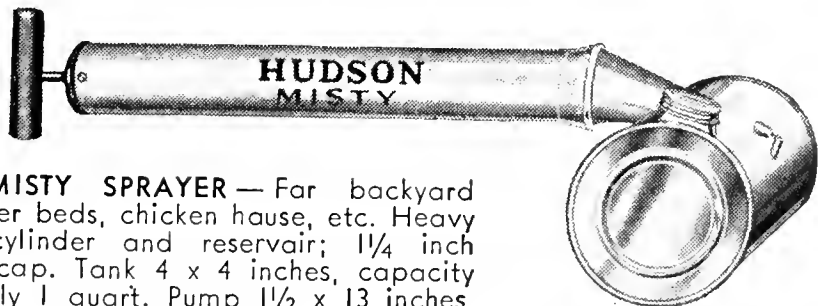 HUDSON
MISTY
MISTY SPRAYER — Far backyard
er beds, chicken hause, etc. Heavy
cylinder and reservair; 1¼ inch
cap. Tank 4 x 4 inches, capacity
ly 1 quart. Pump 1½ x 13 inches.